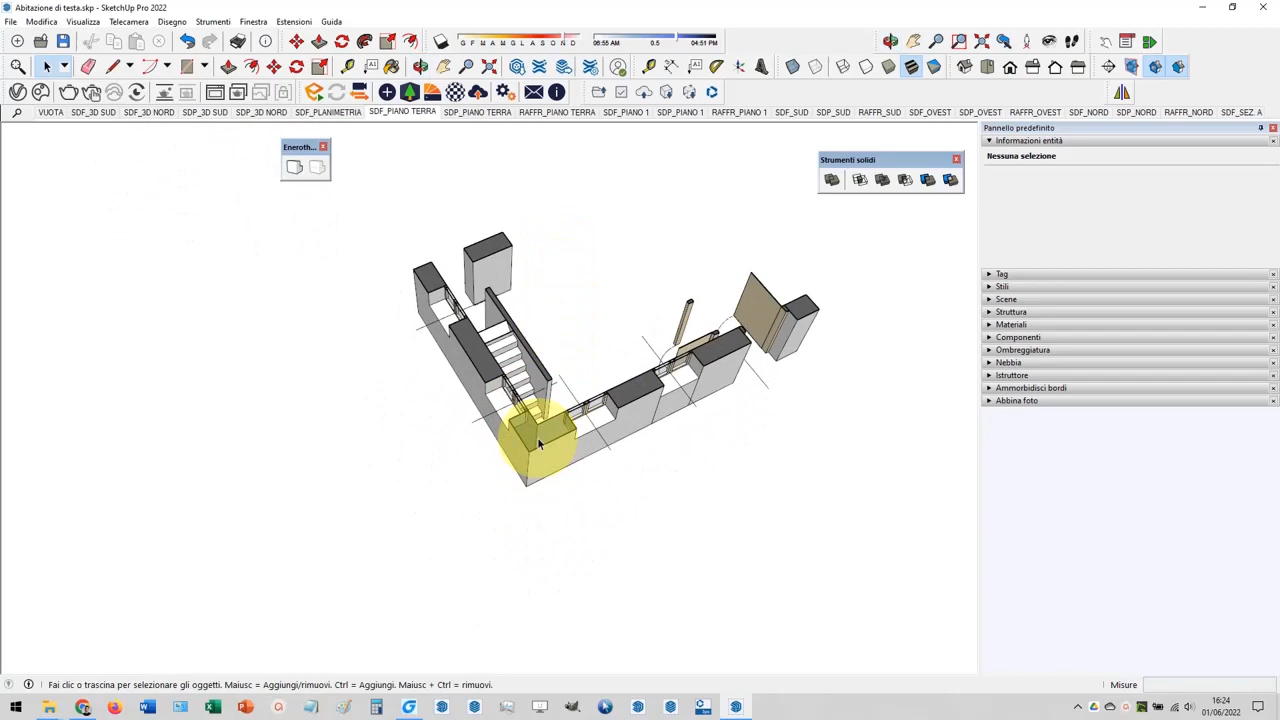 Abitazione di testa.skp - SketchUp Pro 2022
File Modifica Visualizza Telecamera Disegno Strumenti Finestra Estensioni Guida
G F M A M G L A S O N D
06:55 AM 0.5 04:51 PM
VUOTA SDF_3D SUD SDF_3D NORD SDP_3D SUD SDP_3D NORD SDF_PLANIMETRIA SDF_PIANO TERRA SDP_PIANO TERRA RAFFR_PIANO TERRA SDF_PIANO 1 SDP_PIANO 1 RAFFR_PIANO 1 SDF_SUD SDP_SUD RAFFR_SUD SDF_OVEST SDP_OVEST RAFFR_OVEST SDF_NORD SDP_NORD RAFFR_NORD SDF_SEZ. A
Eneroth...
Strumenti solidi
Pannello predefinito
Informazioni entità
Nessuna selezione
Tag
Stili
Scene
Struttura
Materiali
Componenti
Ombreggiatura
Nebbia
Istruttore
Ammorbidisci bordi
Abbina foto
Fai clic o trascina per selezionare gli oggetti. Maiusc = Aggiungi/rimuovi. Ctrl = Aggiungi. Maiusc + Ctrl = rimuovi.
Misure
16:24
01/06/2022